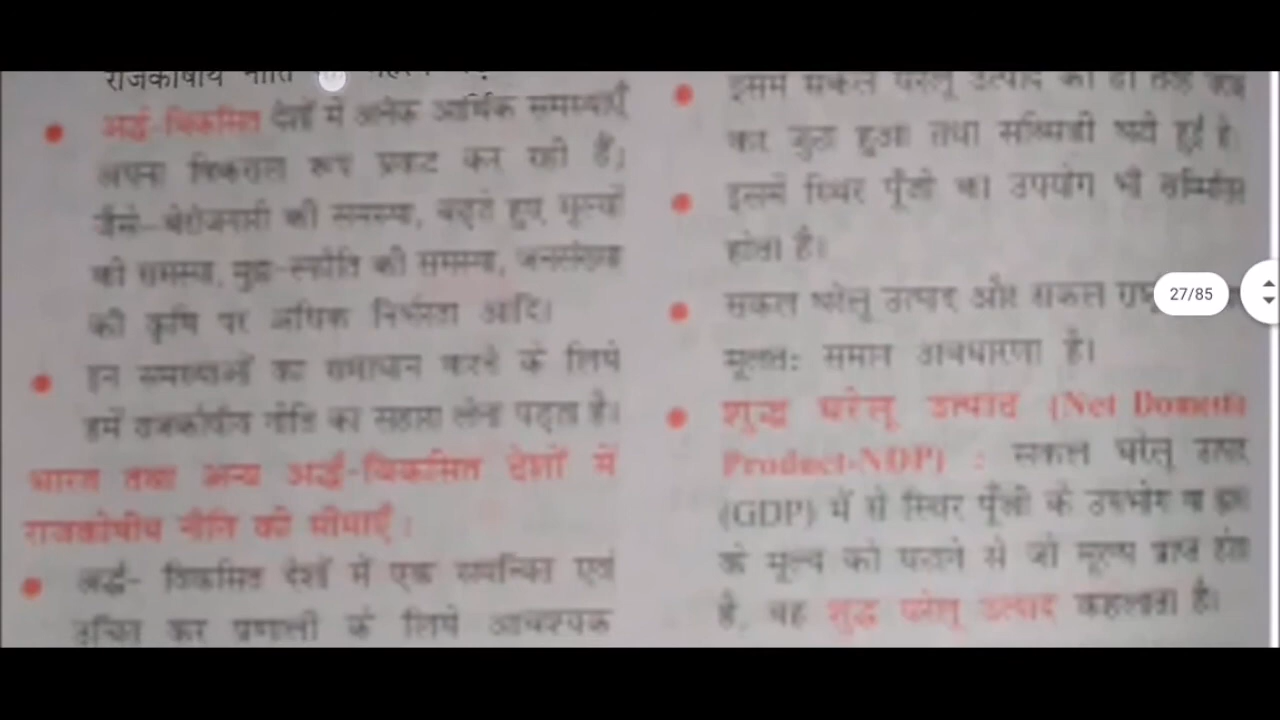 राजकोषीय नीति
अर्द्ध-विकसित देशों में अनेक आर्थिक समस्याएँ
अपना विकराल रूप प्रकट कर रही हैं।
जैसे-बेरोजगारी की समस्या, बढ़ते हुए मूल्यों
की समस्या, मुद्रा-स्फीति की समस्या, जनसंख्या
की कृषि पर अधिक निर्भरता आदि।
इन समस्याओं का समाधान करने के लिये
हमें राजकोषीय नीति का सहारा लेना पड़ता है।
भारत तथा अन्य अर्द्ध-विकसित देशों में
राजकोषीय नीति की सीमाएँ :
अर्द्ध- विकसित देशों में एक समन्वित एवं
उचित कर प्रणाली के लिये आवश्यक
इसमें सकल घरेलू उत्पाद की ही तरह
कर जुड़ा हुआ तथा सब्सिडी घटी हुई है।
इसमें स्थिर पूँजी का उपयोग भी सम्मिलित
होता है।
सकल घरेलू उत्पाद और सकल
मूलतः समान अवधारणा है।
शुद्ध घरेलू उत्पाद (Net Domestic
Product-NDP) : सकल घरेलू उत्पाद
(GDP) में से स्थिर पूँजी के उपभोग या
के मूल्य को घटाने से जो मूल्य प्राप्त होता
है, वह शुद्ध घरेलू उत्पाद कहलाता है।
27/85